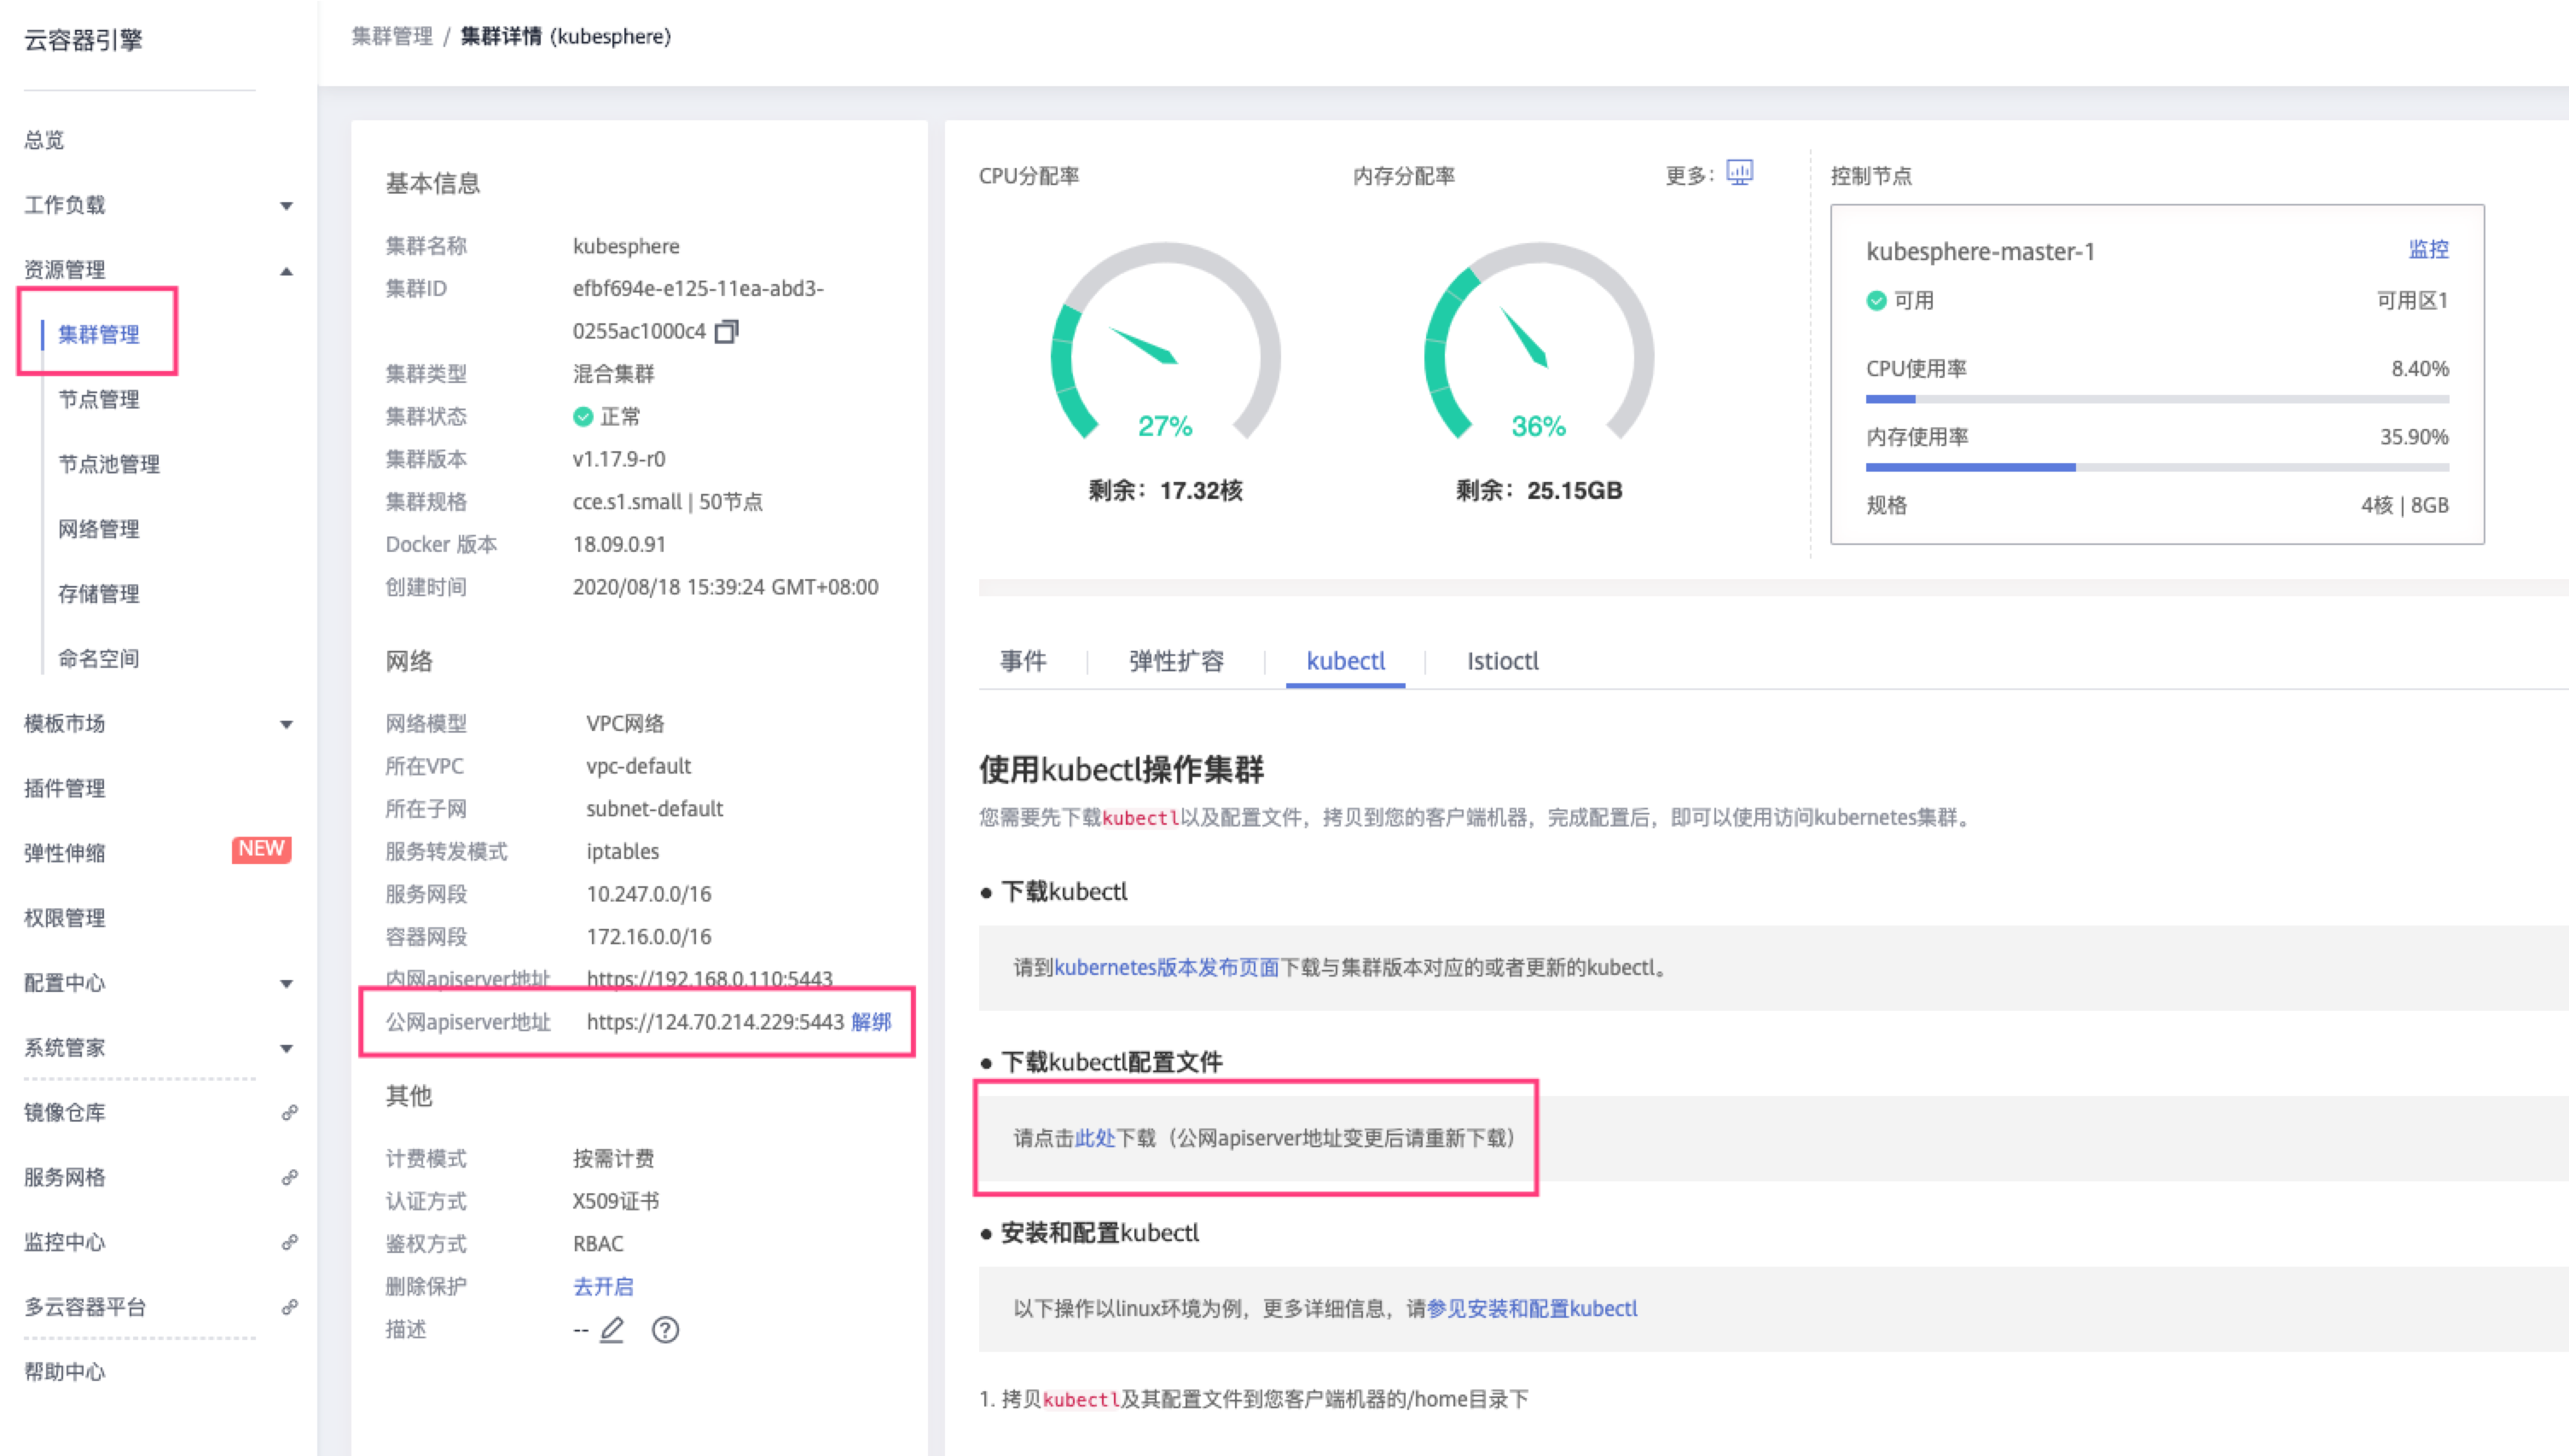 云容器引擎
总览
工作负载
资源管理
集群管理
节点管理
节点池管理
网络管理
存储管理
命名空间
模板市场
插件管理
弹性伸缩 NEW
权限管理
配置中心
系统管家
镜像仓库
服务网格
监控中心
多云容器平台
帮助中心
集群管理 / 集群详情 (kubesphere)
基本信息
集群名称 kubesphere
集群ID efbf694e-e125-11ea-abd3-
0255ac1000c4
集群类型 混合集群
集群状态 正常
集群版本 v1.17.9-r0
集群规格 cce.s1.small | 50节点
Docker 版本 18.09.0.91
创建时间 2020/08/18 15:39:24 GMT+08:00
网络
网络模型 VPC网络
所在VPC vpc-default
所在子网 subnet-default
服务转发模式 iptables
服务网段 10.247.0.0/16
容器网段 172.16.0.0/16
内网apiserver地址 https://192.168.0.110:5443
公网apiserver地址 https://124.70.214.229:5443 解绑
其他
计费模式 按需计费
认证方式 X509证书
鉴权方式 RBAC
删除保护 去开启
描述 --
CPU分配率
27%
剩余：17.32核
内存分配率
36%
剩余：25.15GB
更多：
控制节点
kubesphere-master-1 监控
可用 可用区1
CPU使用率 8.40%
内存使用率 35.90%
规格 4核 | 8GB
事件 弹性扩容 kubectl Istioctl
使用kubectl操作集群
您需要先下载kubectl以及配置文件，拷贝到您的客户端机器，完成配置后，即可以使用访问kubernetes集群。
● 下载kubectl
请到kubernetes版本发布页面下载与集群版本对应的或者更新的kubectl。
● 下载kubectl配置文件
请点击此处下载（公网apiserver地址变更后请重新下载）
● 安装和配置kubectl
以下操作以linux环境为例，更多详细信息，请参见安装和配置kubectl
1. 拷贝kubectl及其配置文件到您客户端机器的/home目录下